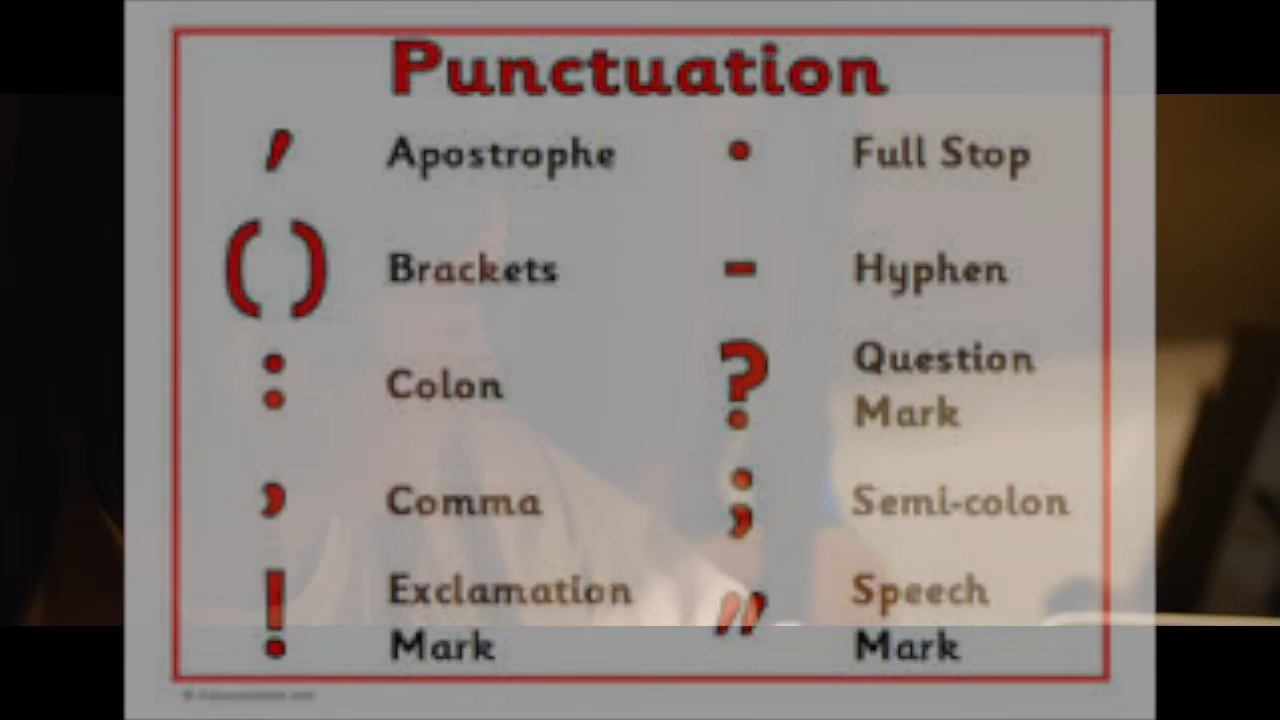 Punctuation
' Apostrophe . Full Stop
( ) Brackets - Hyphen
: Colon ? Question
Mark
, Comma ; Semi-colon
! Exclamation " Speech
Mark Mark